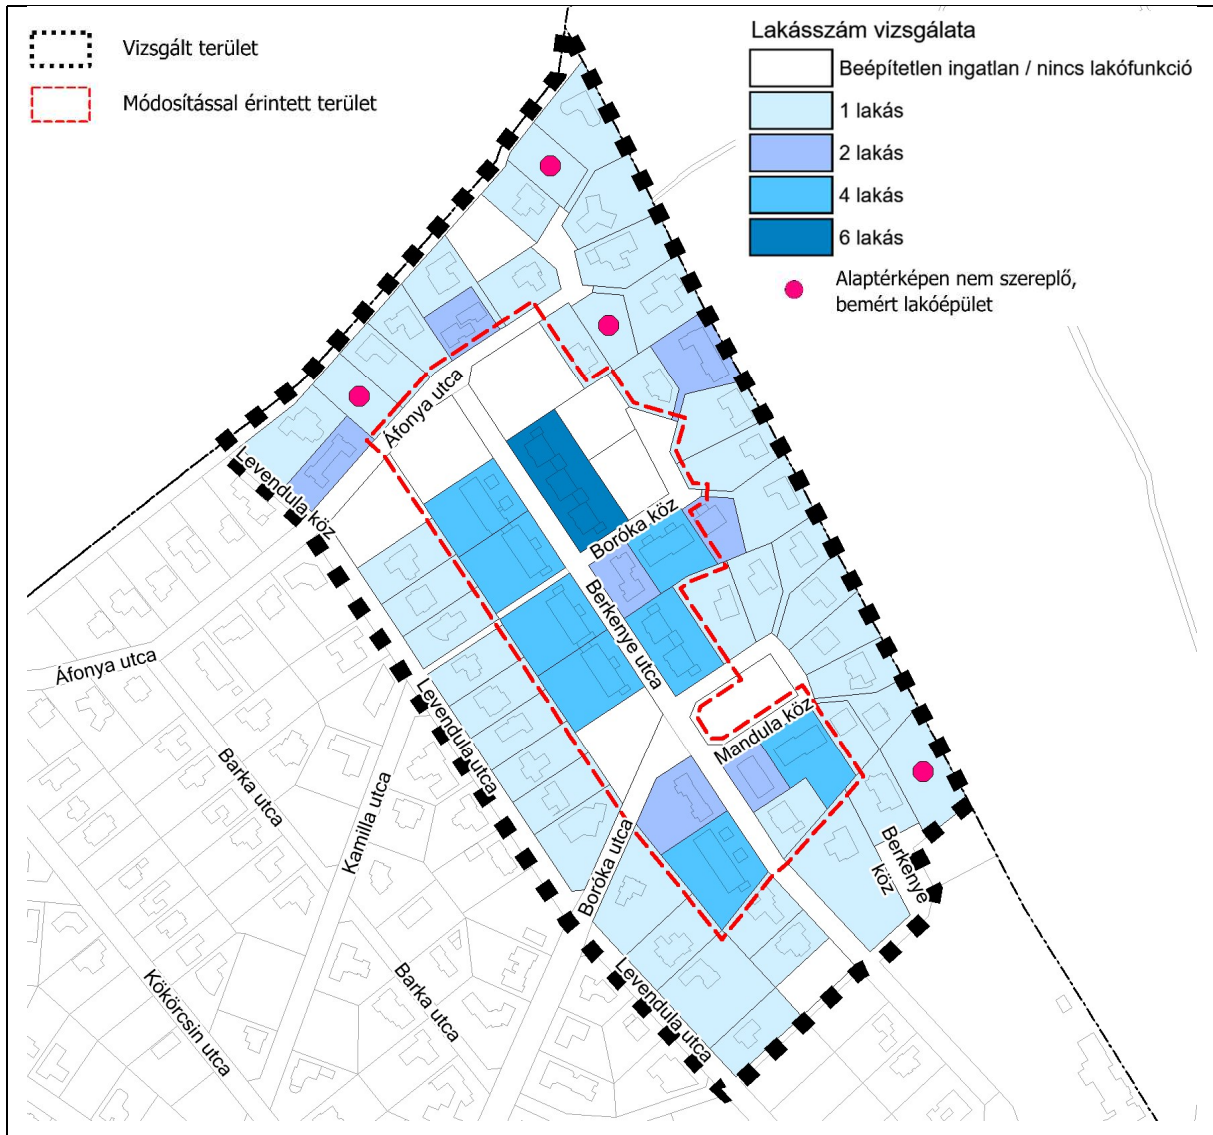 Vizsgált terület
Módosítással érintett terület
Lakásszám vizsgálata
Beépítetlen ingatlan / nincs lakófunkció
1 lakás
2 lakás
4 lakás
6 lakás
Alaptérképen nem szereplő,
bemért lakóépület
Áfonya utca
Levendula köz
Boróka köz
Berkenye utca
Áfonya utca
Levendula utca
Mandula köz
Barka utca
Kamilla utca
Boróka utca
Berkenye
köz
Kökörcsin utca
Barka utca
Levendula utca